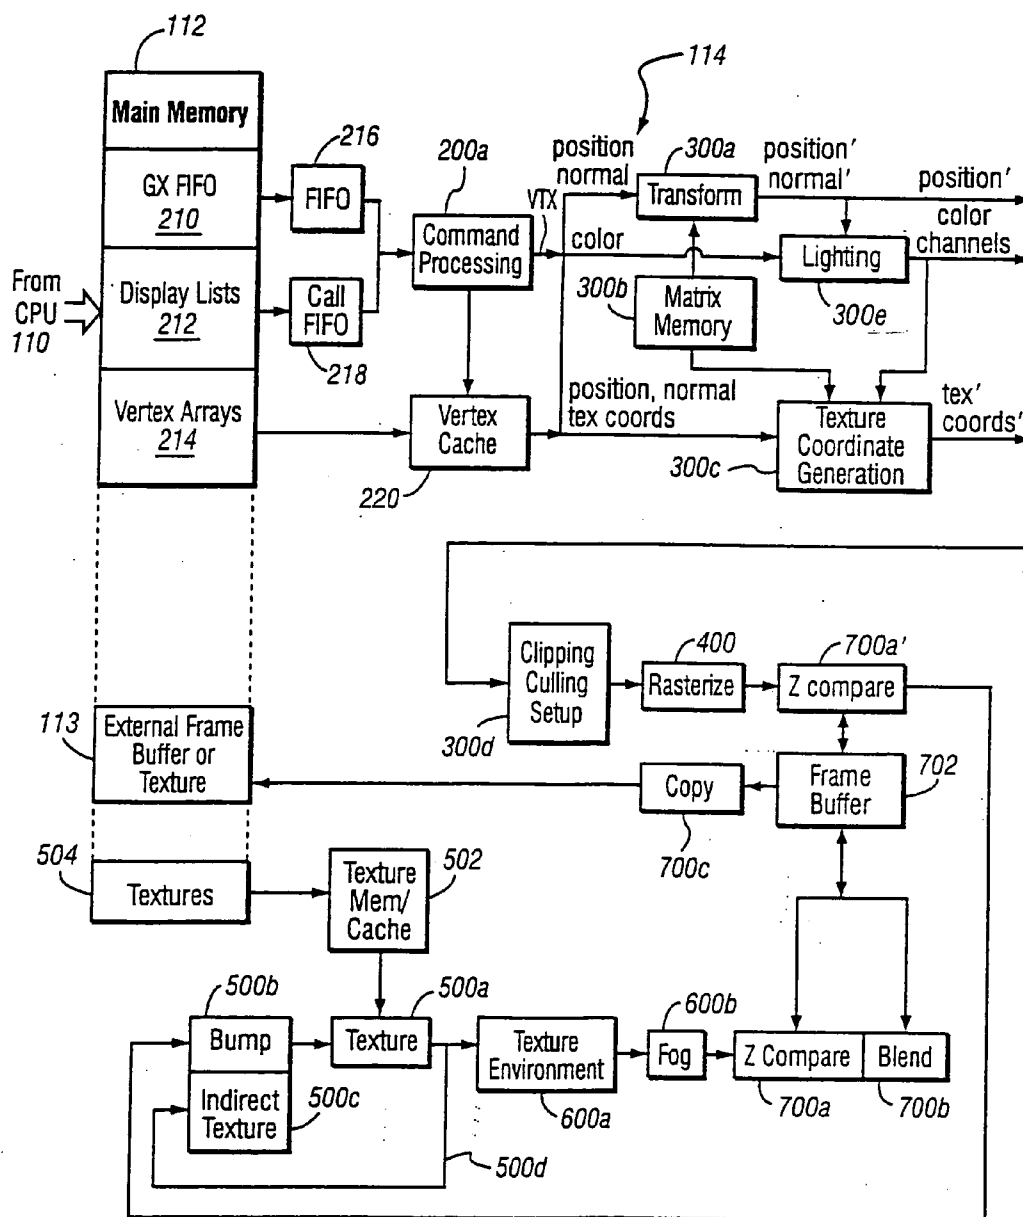 112
Main Memory
GX FIFO
210
Display Lists
212
Vertex Arrays
214
From
CPU
110
216
FIFO
Call
FIFO
218
200a
Command
Processing
VTX
Vertex
Cache
220
114
position
normal
300a
Transform
position'
normal'
position'
color
channels
color
300b
Matrix
Memory
Lighting
300e
position, normal
tex coords
300c
Texture
Coordinate
Generation
tex'
coords'
Clipping
Culling
Setup
300d
400
Rasterize
700a'
Z compare
113
External Frame
Buffer or
Texture
Copy
700c
Frame
Buffer
702
504
Textures
Texture
Mem/
Cache
502
500b
Bump
Indirect
Texture
500c
500a
Texture
500d
Texture
Environment
600a
600b
Fog
Z Compare
700a
Blend
700b